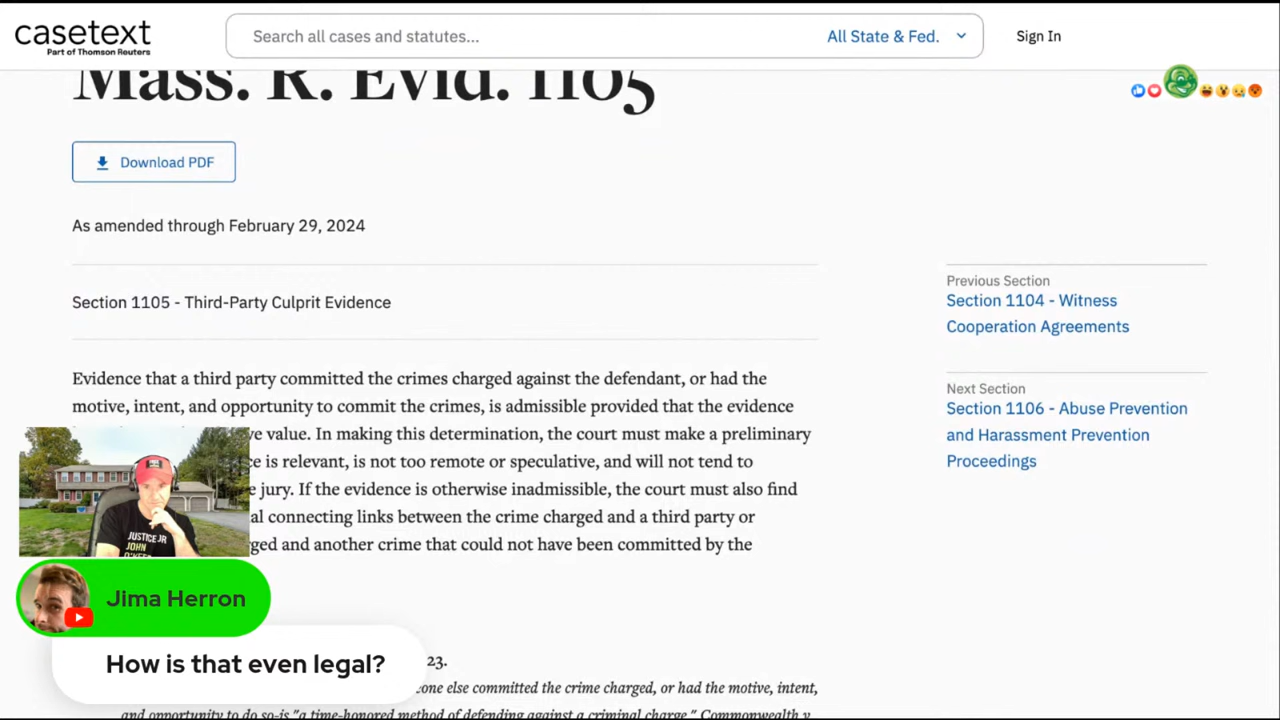 casetext
Part of Thomson Reuters
Search all cases and statutes...
All State & Fed.
Sign In
Mass. R. Evid. 1105
Download PDF
As amended through February 29, 2024
Section 1105 - Third-Party Culprit Evidence
Evidence that a third party committed the crimes charged against the defendant, or had the
motive, intent, and opportunity to commit the crimes, is admissible provided that the evidence
value. In making this determination, the court must make a preliminary
is relevant, is not too remote or speculative, and will not tend to
jury. If the evidence is otherwise inadmissible, the court must also find
connecting links between the crime charged and a third party or
and another crime that could not have been committed by the
Previous Section
Section 1104 - Witness
Cooperation Agreements
Next Section
Section 1106 - Abuse Prevention
and Harassment Prevention
Proceedings
JUSTICE JR
JOHN
Jima Herron
How is that even legal?
23.
one else committed the crime charged, or had the motive, intent,
and opportunity to do so-is "a time-honored method of defending against a criminal charge." Commonwealth v